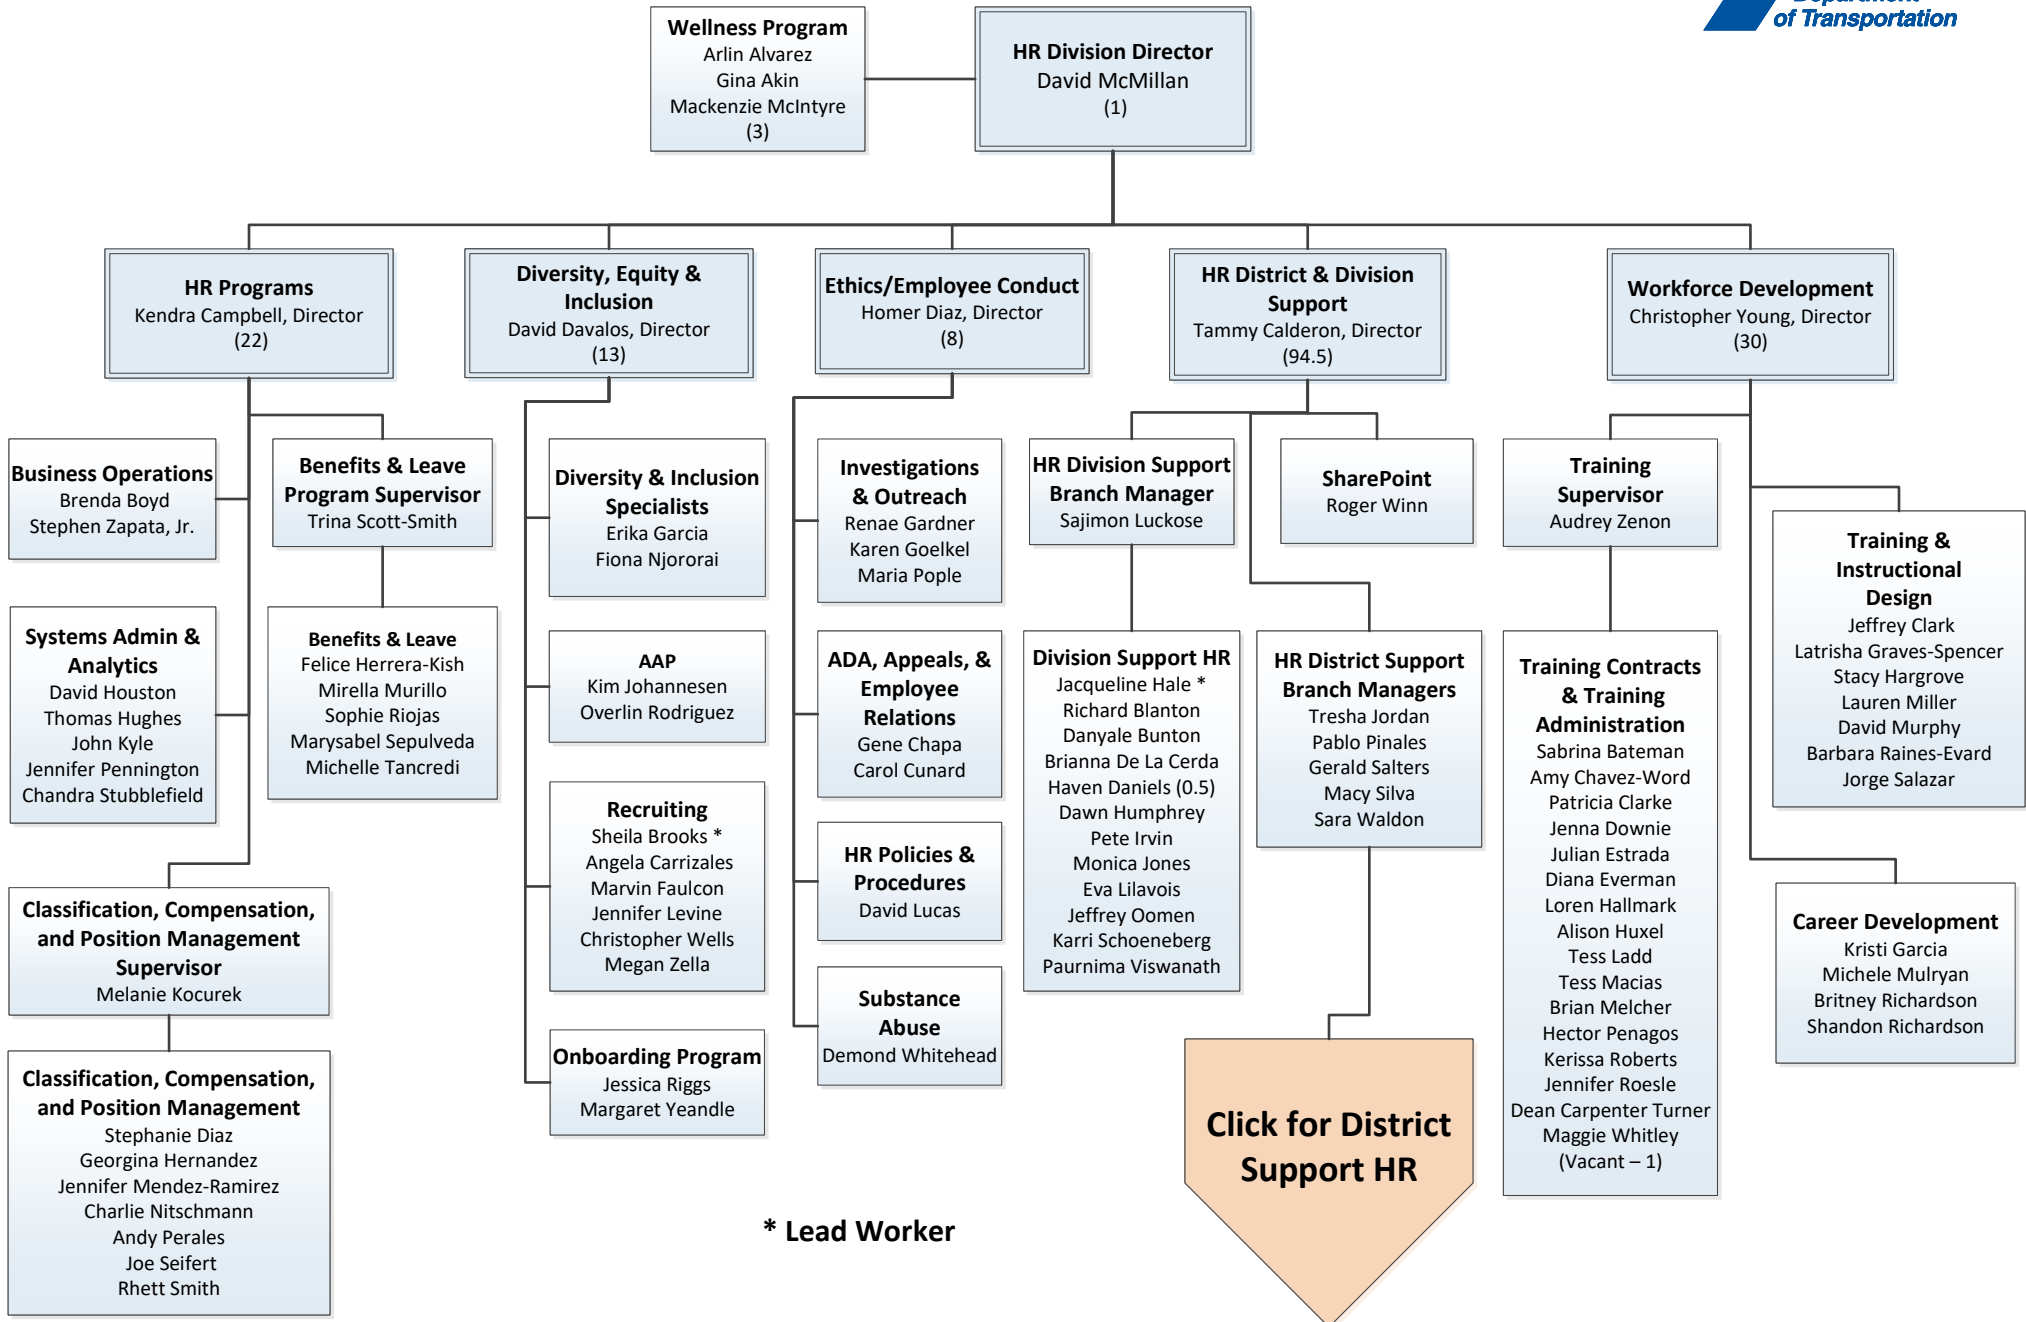 Department
of Transportation
Wellness Program
Arlin Alvarez
Gina Akin
Mackenzie McIntyre
(3)
HR Division Director
David McMillan
(1)
HR Programs
Kendra Campbell, Director
(22)
Diversity, Equity &
Inclusion
David Davalos, Director
(13)
Ethics/Employee Conduct
Homer Diaz, Director
(8)
HR District & Division
Support
Tammy Calderon, Director
(94.5)
Workforce Development
Christopher Young, Director
(30)
Business Operations
Brenda Boyd
Stephen Zapata, Jr.
Benefits & Leave
Program Supervisor
Trina Scott-Smith
Systems Admin &
Analytics
David Houston
Thomas Hughes
John Kyle
Jennifer Pennington
Chandra Stubblefield
Benefits & Leave
Felice Herrera-Kish
Mirella Murillo
Sophie Riojas
Marysabel Sepulveda
Michelle Tancredi
Classification, Compensation,
and Position Management
Supervisor
Melanie Kocurek
Classification, Compensation,
and Position Management
Stephanie Diaz
Georgina Hernandez
Jennifer Mendez-Ramirez
Charlie Nitschmann
Andy Perales
Joe Seifert
Rhett Smith
Diversity & Inclusion
Specialists
Erika Garcia
Fiona Njororai
AAP
Kim Johannesen
Overlin Rodriguez
Recruiting
Sheila Brooks *
Angela Carrizales
Marvin Faulcon
Jennifer Levine
Christopher Wells
Megan Zella
Onboarding Program
Jessica Riggs
Margaret Yeandle
Investigations
& Outreach
Renae Gardner
Karen Goelkel
Maria Pople
ADA, Appeals, &
Employee
Relations
Gene Chapa
Carol Cunard
HR Policies &
Procedures
David Lucas
Substance
Abuse
Demond Whitehead
HR Division Support
Branch Manager
Sajimon Luckose
Division Support HR
Jacqueline Hale *
Richard Blanton
Danyale Bunton
Brianna De La Cerda
Haven Daniels (0.5)
Dawn Humphrey
Pete Irvin
Monica Jones
Eva Lilavois
Jeffrey Oomen
Karri Schoeneberg
Paurnima Viswanath
SharePoint
Roger Winn
HR District Support
Branch Managers
Tresha Jordan
Pablo Pinales
Gerald Salters
Macy Silva
Sara Waldon
Click for District
Support HR
Training
Supervisor
Audrey Zenon
Training Contracts
& Training
Administration
Sabrina Bateman
Amy Chavez-Word
Patricia Clarke
Jenna Downie
Julian Estrada
Diana Everman
Loren Hallmark
Alison Huxel
Tess Ladd
Tess Macias
Brian Melcher
Hector Penagos
Kerissa Roberts
Jennifer Roesle
Dean Carpenter Turner
Maggie Whitley
(Vacant – 1)
Training &
Instructional
Design
Jeffrey Clark
Latrisha Graves-Spencer
Stacy Hargrove
Lauren Miller
David Murphy
Barbara Raines-Evard
Jorge Salazar
Career Development
Kristi Garcia
Michele Mulryan
Britney Richardson
Shandon Richardson
* Lead Worker